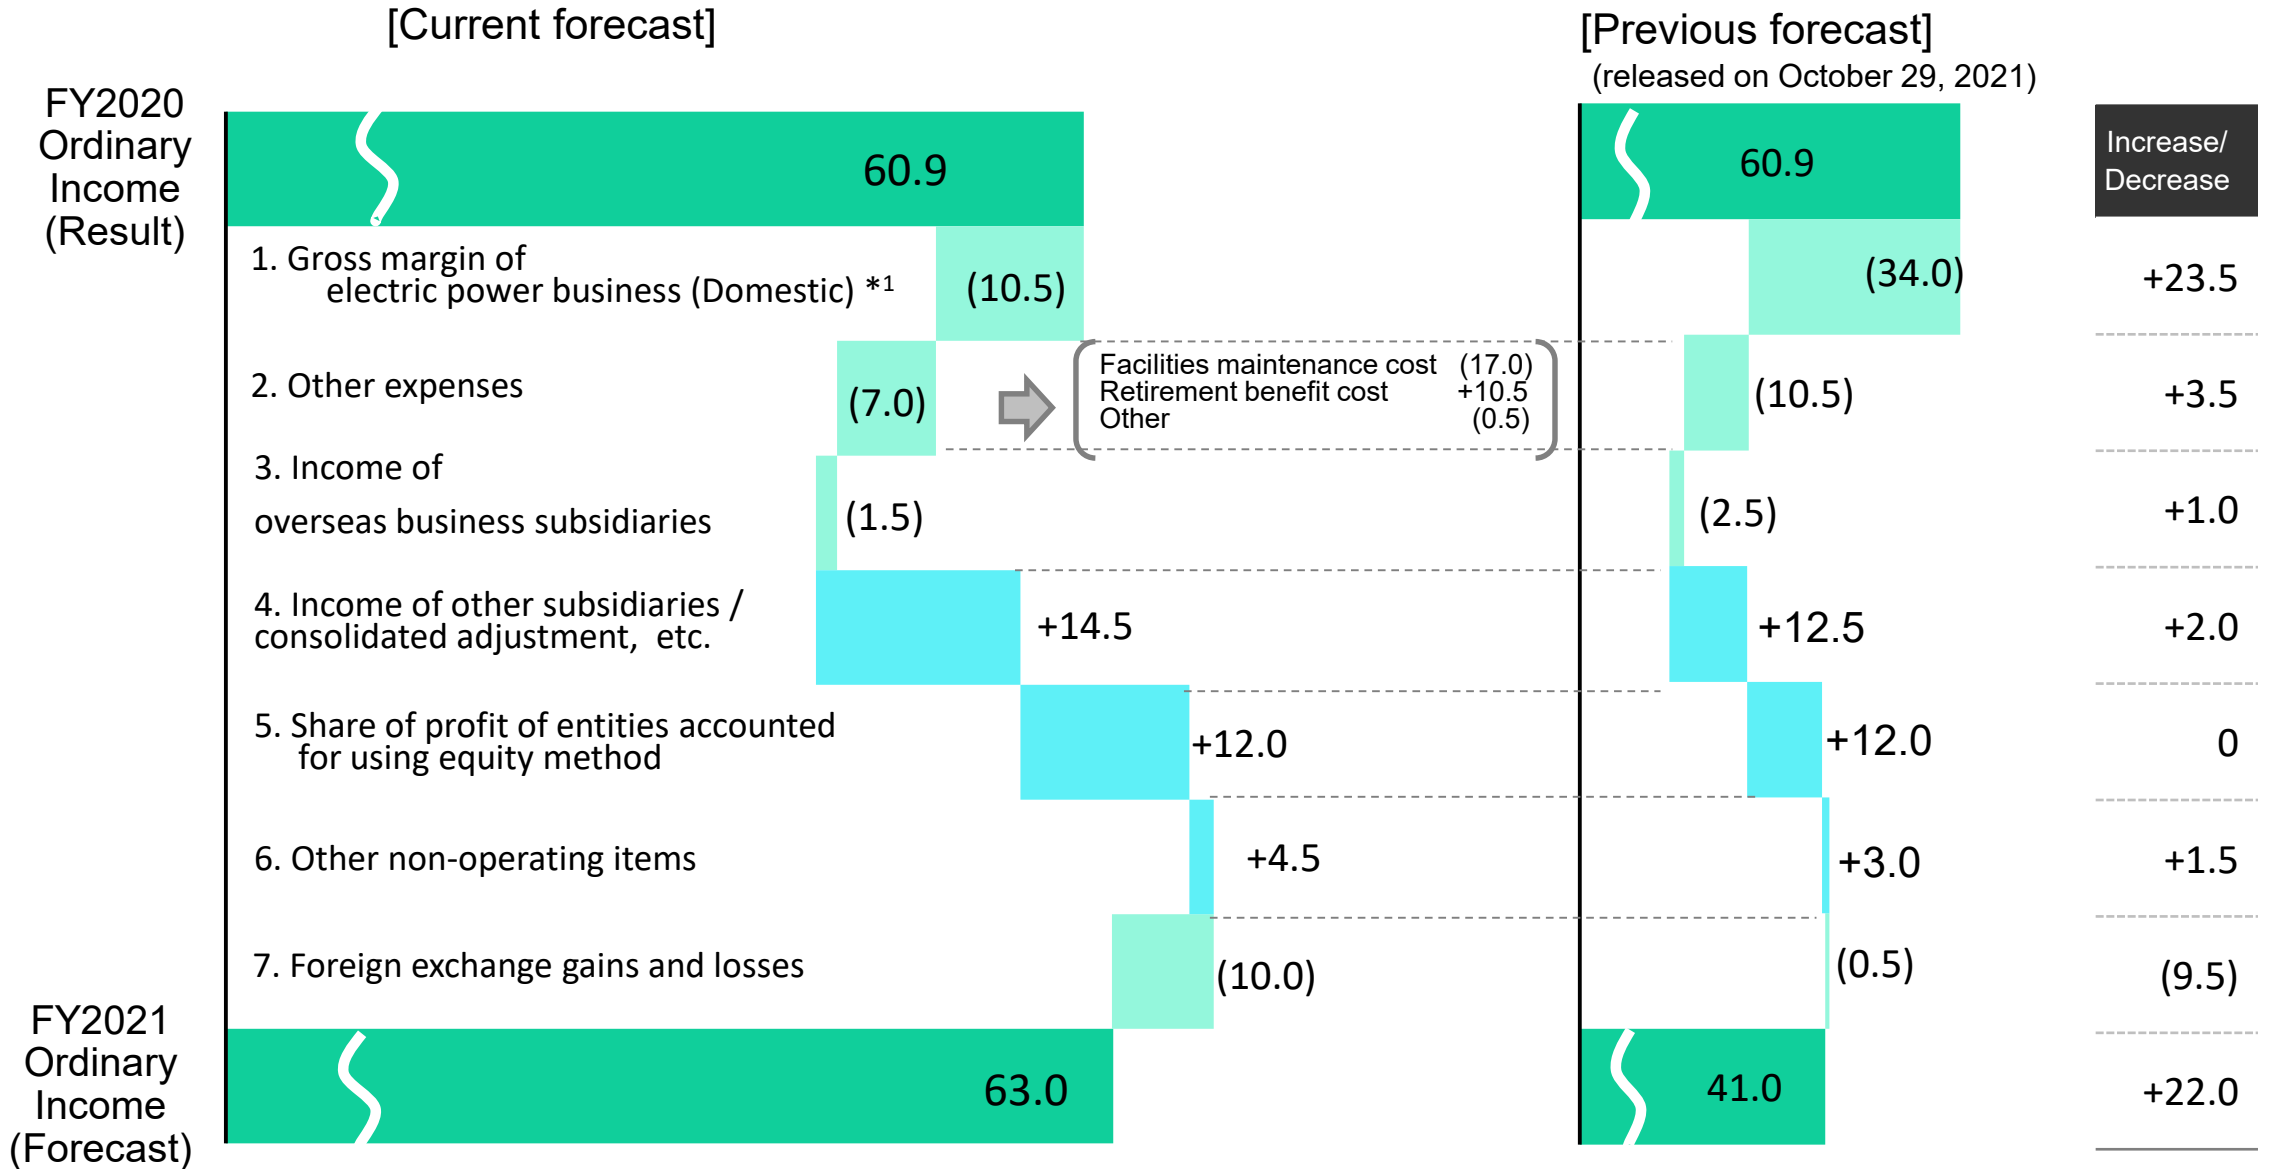 [Current forecast]
[Previous forecast]
(released on October 29, 2021)
FY2020
Ordinary
Income
(Result)
60.9
60.9
Increase/
Decrease
1. Gross margin of
electric power business (Domestic) *1
(10.5)
(34.0)
+23.5
2. Other expenses
(7.0)
Facilities maintenance cost (17.0)
Retirement benefit cost +10.5
Other (0.5)
(10.5)
+3.5
3. Income of
overseas business subsidiaries
(1.5)
(2.5)
+1.0
4. Income of other subsidiaries /
consolidated adjustment, etc.
+14.5
+12.5
+2.0
5. Share of profit of entities accounted
for using equity method
+12.0
+12.0
0
6. Other non-operating items
+4.5
+3.0
+1.5
7. Foreign exchange gains and losses
(10.0)
(0.5)
(9.5)
FY2021
Ordinary
Income
(Forecast)
63.0
41.0
+22.0